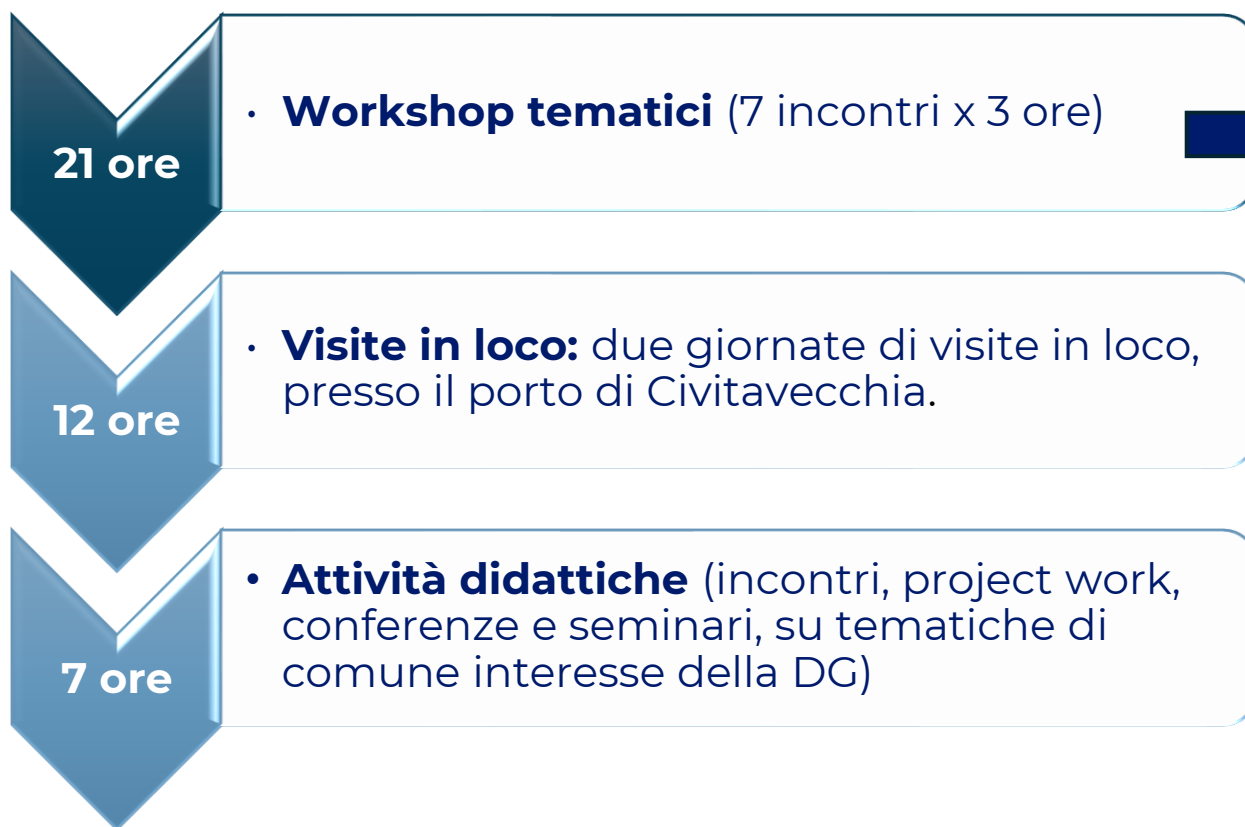 21 ore
• Workshop tematici (7 incontri x 3 ore)
12 ore
• Visite in loco: due giornate di visite in loco,
presso il porto di Civitavecchia.
7 ore
• Attività didattiche (incontri, project work,
conferenze e seminari, su tematiche di
comune interesse della DG)